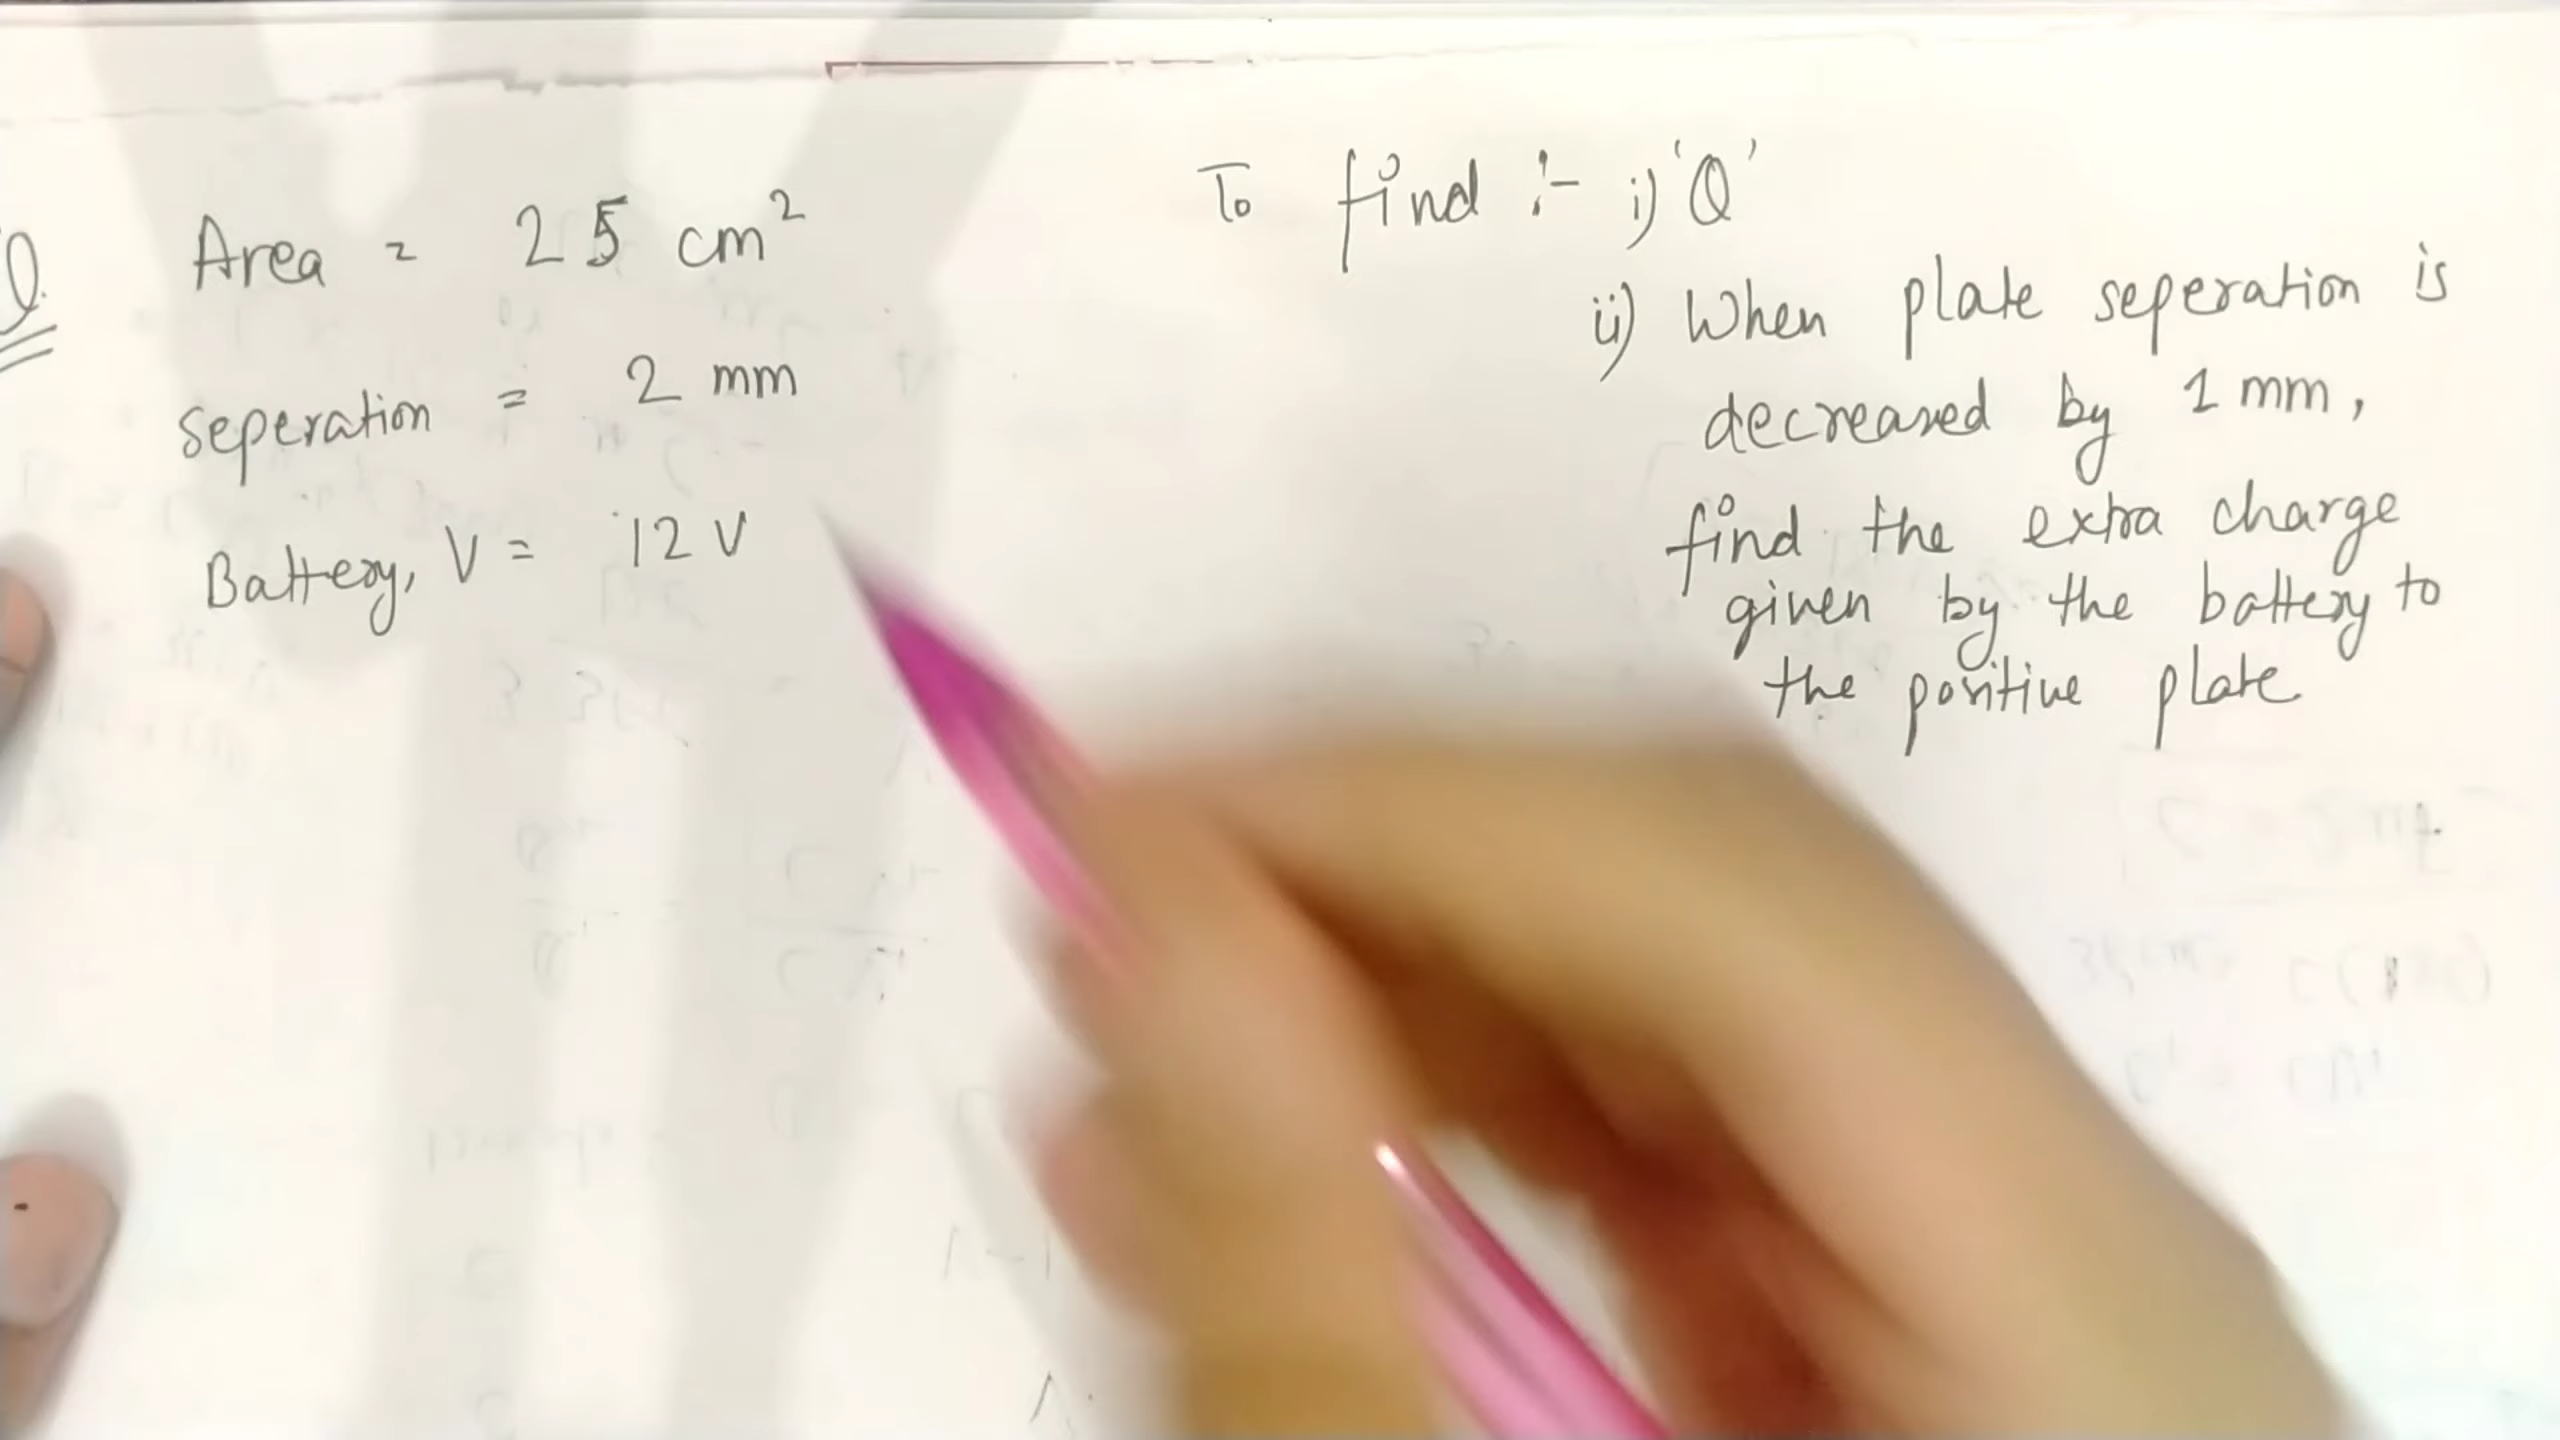 Q.
Area = 25 cm²
seperation = 2 mm
Battery, V = 12 V
To find :- i) 'Q'
ii) When plate seperation is
decreased by 1 mm,
find the extra charge
given by the battery to
the positive plate